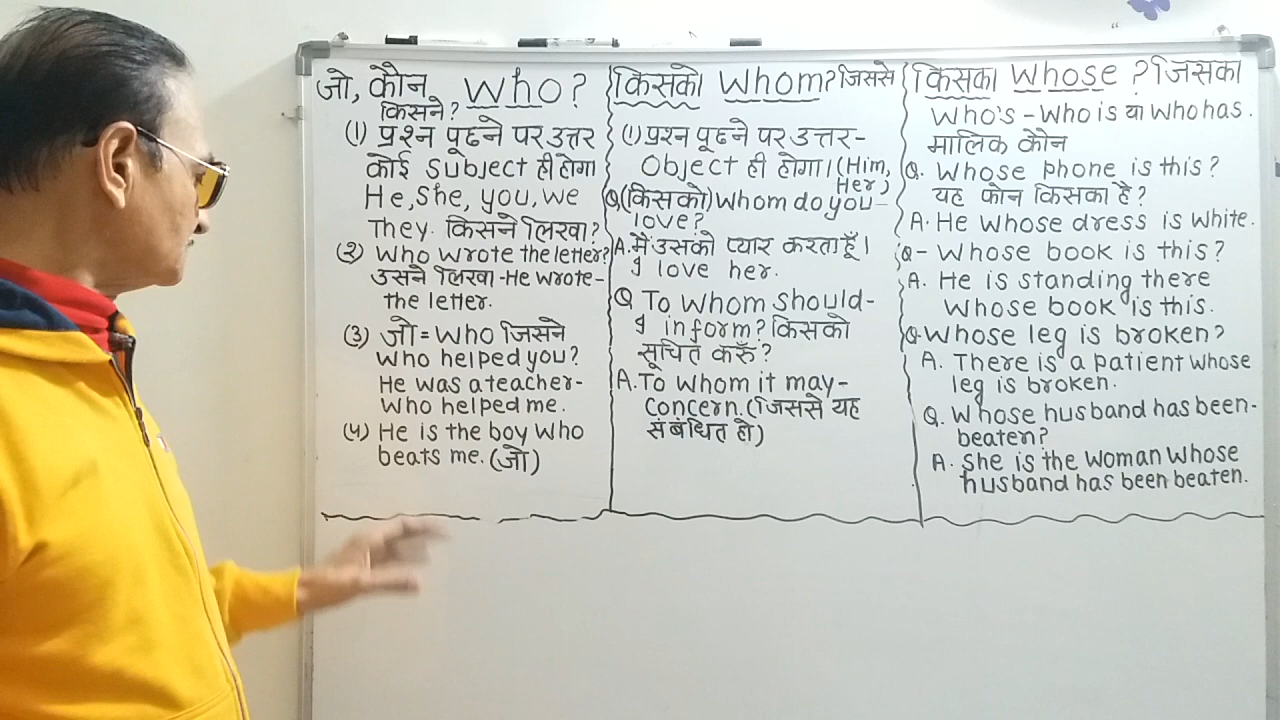 जो, कौन Who?
किसने?
(१) प्रश्न पूछने पर उत्तर
कोई subject ही होगा
He, she, you, we
They. किसने लिखा?
(२) Who wrote the letter?
उसने लिखा -He wrote-
the letter.
(३) जो = Who जिसने
Who helped you?
He was a teacher-
Who helped me.
(४) He is the boy who
beats me. (जो)
किसको Whom? जिससे
(१) प्रश्न पूछने पर उत्तर-
Object ही होगा। (Him,
Her)
Q. (किसको) Whom do you-
love?
A. मैं उसको प्यार करता हूँ।
I love her.
Q To whom should-
I inform? किसको
सूचित करूँ?
A. To whom it may-
concern. (जिससे यह
संबंधित हो)
किसका Whose ? जिसका
Who's - Who is या Who has.
मालिक कौन
Q. Whose phone is this?
यह फोन किसका है?
A. He whose dress is white.
Q - Whose book is this?
A. He is standing there
whose book is this.
Q- Whose leg is broken?
A. There is a patient whose
leg is broken.
Q. Whose husband has been-
beaten?
A. She is the woman whose
husband has been beaten.